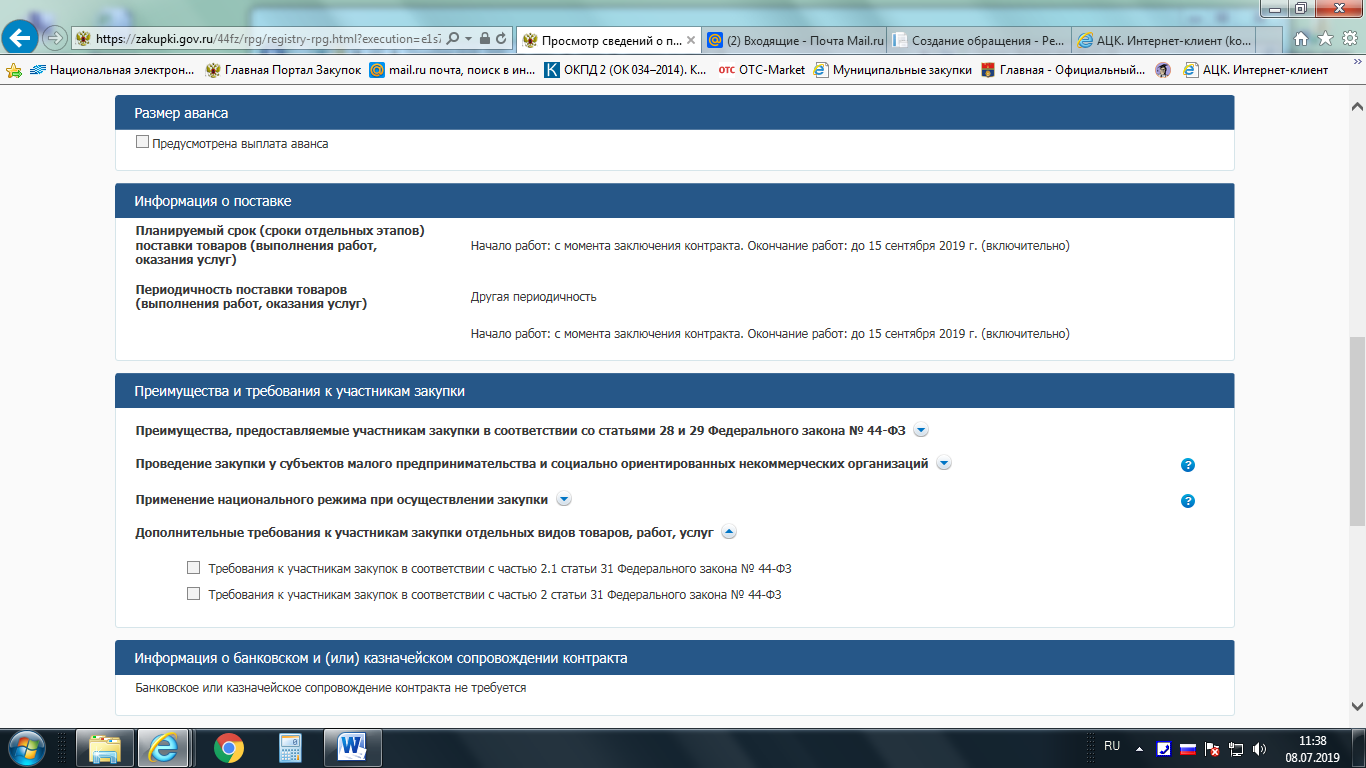 https://zakupki.gov.ru/44fz/rpg/registry-rpg.html?execution=e1s7
Просмотр сведений о п...
(2) Входящие - Почта Mail.ru
Создание обращения - Ре...
АЦК. Интернет-клиент (ко...
Национальная электрон...
Главная Портал Закупок
mail.ru почта, поиск в ин...
ОКПД 2 (ОК 034–2014). К...
ОТС ОТС-Market
Муниципальные закупки
Главная - Официальный...
АЦК. Интернет-клиент
Размер аванса
Предусмотрена выплата аванса
Информация о поставке
Планируемый срок (сроки отдельных этапов)
поставки товаров (выполнения работ,
оказания услуг)
Начало работ: с момента заключения контракта. Окончание работ: до 15 сентября 2019 г. (включительно)
Периодичность поставки товаров
(выполнения работ, оказания услуг)
Другая периодичность
Начало работ: с момента заключения контракта. Окончание работ: до 15 сентября 2019 г. (включительно)
Преимущества и требования к участникам закупки
Преимущества, предоставляемые участникам закупки в соответствии со статьями 28 и 29 Федерального закона № 44-ФЗ
Проведение закупки у субъектов малого предпринимательства и социально ориентированных некоммерческих организаций
Применение национального режима при осуществлении закупки
Дополнительные требования к участникам закупки отдельных видов товаров, работ, услуг
Требования к участникам закупок в соответствии с частью 2.1 статьи 31 Федерального закона № 44-ФЗ
Требования к участникам закупок в соответствии с частью 2 статьи 31 Федерального закона № 44-ФЗ
Информация о банковском и (или) казначейском сопровождении контракта
Банковское или казначейское сопровождение контракта не требуется
RU
11:38
08.07.2019